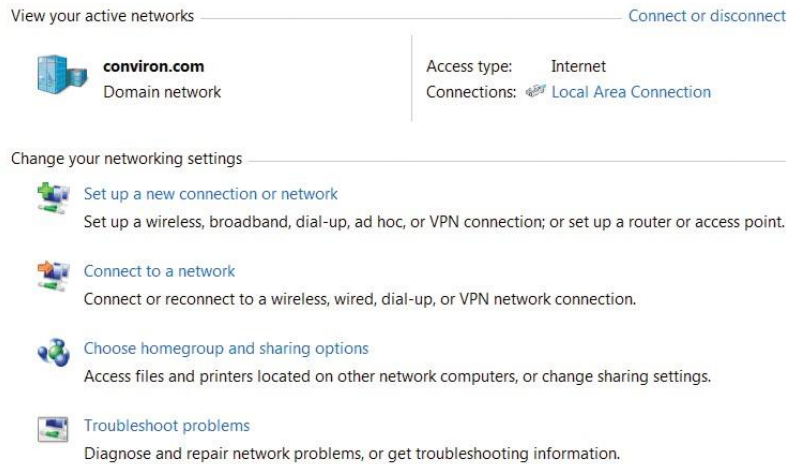 View your active networks Connect or disconnect
conviron.com
Domain network
Access type: Internet
Connections: Local Area Connection
Change your networking settings
Set up a new connection or network
Set up a wireless, broadband, dial-up, ad hoc, or VPN connection; or set up a router or access point.
Connect to a network
Connect or reconnect to a wireless, wired, dial-up, or VPN network connection.
Choose homegroup and sharing options
Access files and printers located on other network computers, or change sharing settings.
Troubleshoot problems
Diagnose and repair network problems, or get troubleshooting information.